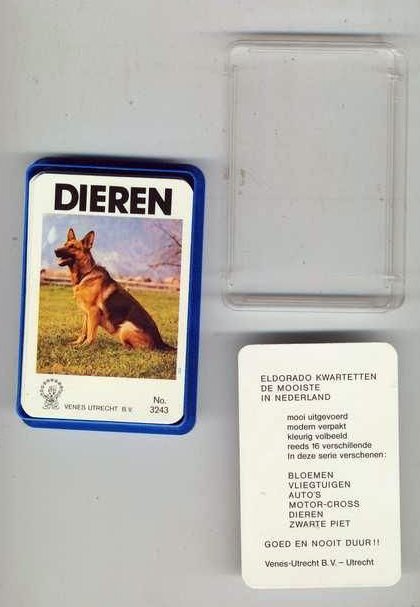 DIEREN
VENES UTRECHT B.V.
No.
3243
ELDORADO KWARTETTEN
DE MOOISTE
IN NEDERLAND
mooi uitgevoerd
modern verpakt
kleurig volbeeld
reeds 16 verschillende
In deze serie verschenen:
BLOEMEN
VLIEGTUIGEN
AUTO'S
MOTOR-CROSS
DIEREN
ZWARTE PIET
GOED EN NOOIT DUUR!!
Venes-Utrecht B.V. – Utrecht